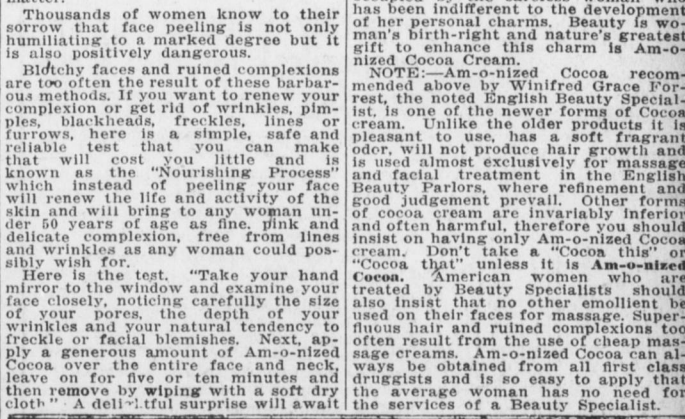 Thousands of women know to their
sorrow that face peeling is not only
humiliating to a marked degree but it
is also positively dangerous.
Blotchy faces and ruined complexions
are too often the result of these barbar-
ous methods. If you want to renew your
complexion or get rid of wrinkles, pim-
ples, blackheads, freckles, lines or
furrows, here is a simple, safe and
reliable test that you can make
that will cost you little and is
known as the "Nourishing Process"
which instead of peeling your face
will renew the life and activity of the
skin and will bring to any woman un-
der 50 years of age as fine. pink and
delicate complexion, free from lines
and wrinkles as any woman could pos-
sibly wish for.
Here is the test. "Take your hand
mirror to the window and examine your
face closely, noticing carefully the size
of your pores, the depth of your
wrinkles and your natural tendency to
freckle or facial blemishes. Next, ap-
ply a generous amount of Am-o-nized
Cocoa over the entire face and neck,
leave on for five or ten minutes and
then remove by wiping with a soft dry
cloth" A delightful surprise will await
has been indifferent to the development
of her personal charms. Beauty is wo-
man's birth-right and nature's greatest
gift to enhance this charm is Am-o-
nized Cocoa Cream.
NOTE:—Am-o-nized Cocoa recom-
mended above by Winifred Grace For-
rest, the noted English Beauty Special-
ist, is one of the newer forms of Cocoa
cream. Unlike the older products it is
pleasant to use, has a soft fragrant
odor, will not produce hair growth and
is used almost exclusively for massage
and facial treatment in the English
Beauty Parlors, where refinement and
good judgement prevail. Other forms
of cocoa cream are invariably inferior
and often harmful, therefore you should
insist on having only Am-o-nized Cocoa
cream. Don't take a "Cocoa this" or
"Cocoa that" unless it is Am-o-nized
Cocoa. American women who are
treated by Beauty Specialists should
also insist that no other emollient be
used on their faces for massage. Super-
fluous hair and ruined complexions too
often result from the use of cheap mas-
sage creams. Am-o-nized Cocoa can al-
ways be obtained from all first class
druggists and is so easy to apply that
the average woman has no need for
the services of a Beauty Specialist.